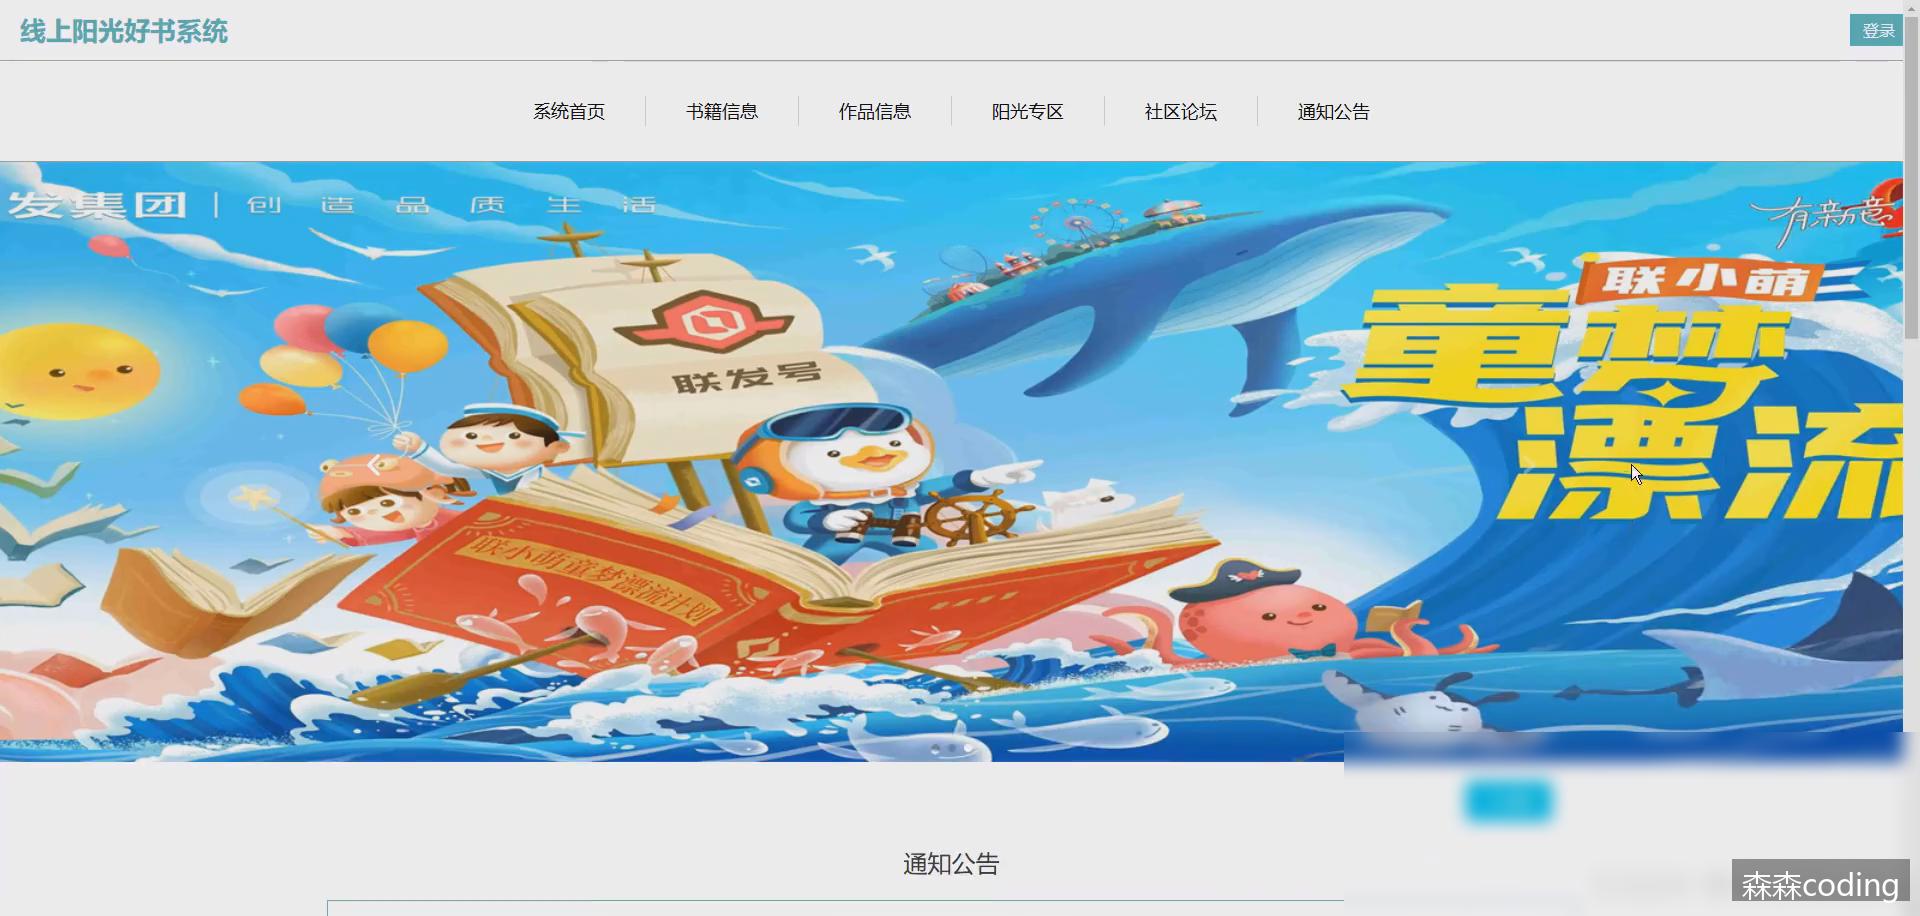 线上阳光好书系统
登录
系统首页 书籍信息 作品信息 阳光专区 社区论坛 通知公告
发集团 | 创造品质生活
有新意
联小萌
童梦
漂流
联发号
联小萌童梦漂流计划
通知公告
森森coding